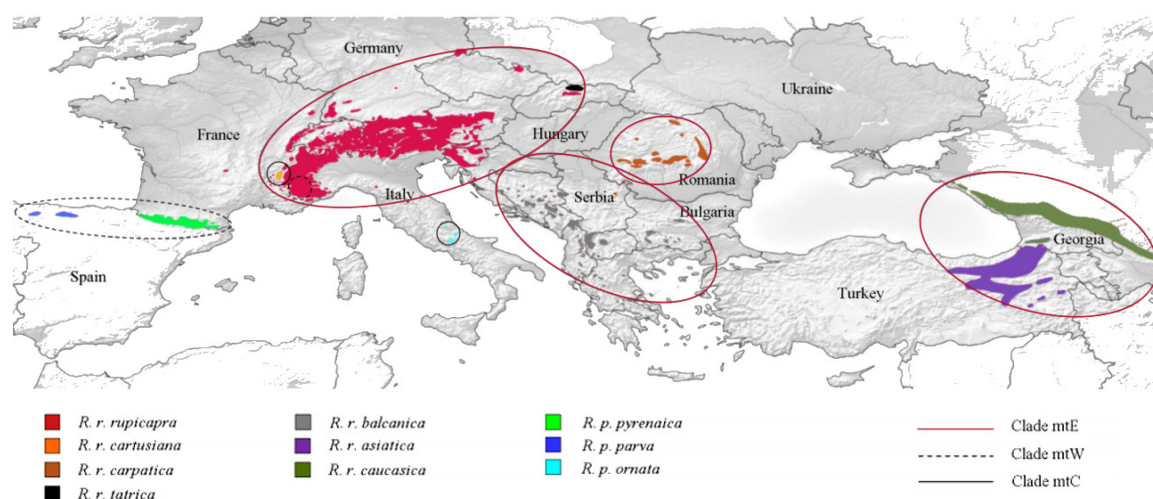 Germany
Ukraine
France
Hungary
Romania
Italy
Serbia
Bulgaria
Georgia
Spain
Turkey
R. r. rupicapra
R. r. cartusiana
R. r. carpatica
R. r. tatrica
R. r. balcanica
R. r. asiatica
R. r. caucasica
R. p. pyrenaica
R. p. parva
R. p. ornata
Clade mtE
Clade mtW
Clade mtC